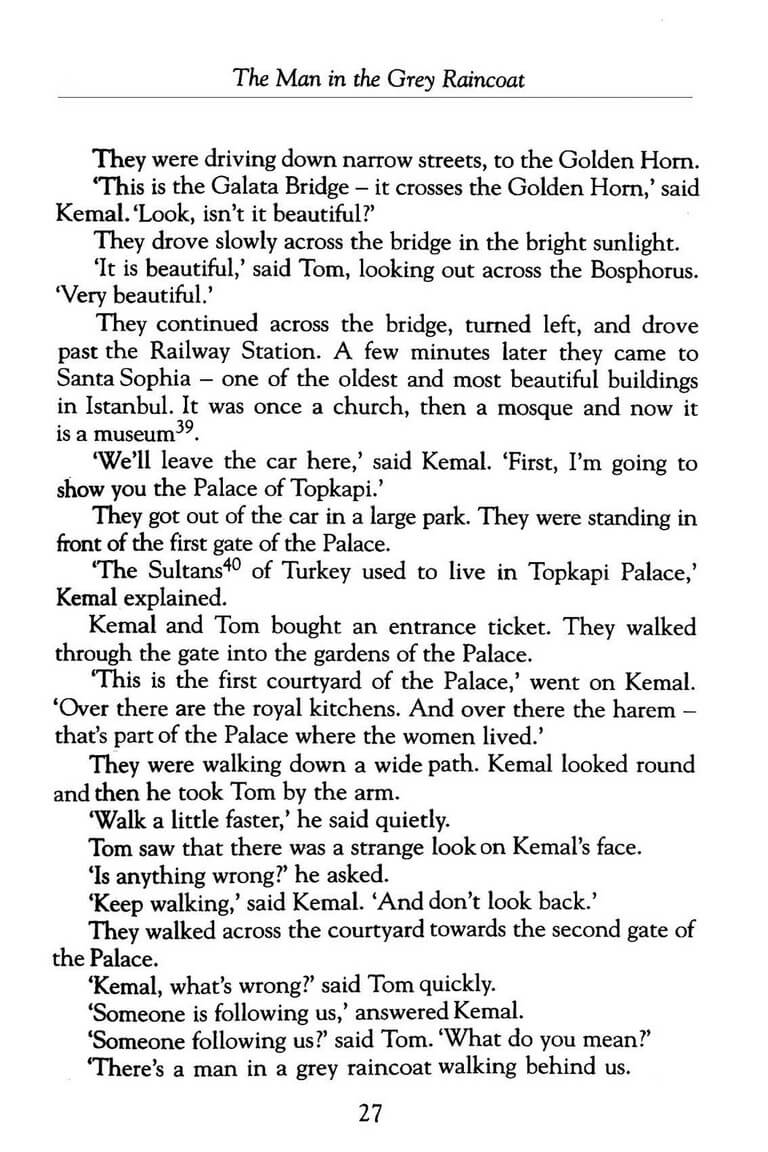 The Man in the Grey Raincoat
They were driving down narrow streets, to the Golden Horn.
‘This is the Galata Bridge – it crosses the Golden Horn,’ said
Kemal. ‘Look, isn’t it beautiful?’
They drove slowly across the bridge in the bright sunlight.
‘It is beautiful,’ said Tom, looking out across the Bosphorus.
‘Very beautiful.’
They continued across the bridge, turned left, and drove
past the Railway Station. A few minutes later they came to
Santa Sophia – one of the oldest and most beautiful buildings
in Istanbul. It was once a church, then a mosque and now it
is a museum³⁹.
‘We’ll leave the car here,’ said Kemal. ‘First, I’m going to
show you the Palace of Topkapi.’
They got out of the car in a large park. They were standing in
front of the first gate of the Palace.
‘The Sultans⁴⁰ of Turkey used to live in Topkapi Palace,’
Kemal explained.
Kemal and Tom bought an entrance ticket. They walked
through the gate into the gardens of the Palace.
‘This is the first courtyard of the Palace,’ went on Kemal.
‘Over there are the royal kitchens. And over there the harem –
that’s part of the Palace where the women lived.’
They were walking down a wide path. Kemal looked round
and then he took Tom by the arm.
‘Walk a little faster,’ he said quietly.
Tom saw that there was a strange look on Kemal’s face.
‘Is anything wrong?’ he asked.
‘Keep walking,’ said Kemal. ‘And don’t look back.’
They walked across the courtyard towards the second gate of
the Palace.
‘Kemal, what’s wrong?’ said Tom quickly.
‘Someone is following us,’ answered Kemal.
‘Someone following us?’ said Tom. ‘What do you mean?’
‘There’s a man in a grey raincoat walking behind us.
27